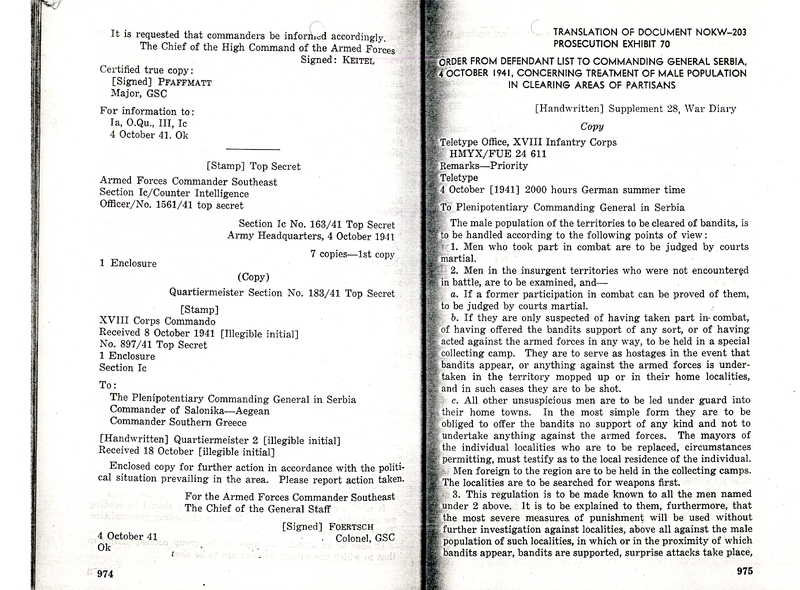 It is requested that commanders be informed accordingly.
The Chief of the High Command of the Armed Forces
Signed: KEITEL
Certified true copy:
[Signed] PFAFFMATT
Major, GSC
For information to:
Ia, O.Qu., III, Ic
4 October 41. Ok
[Stamp] Top Secret
Armed Forces Commander Southeast
Section Ic/Counter Intelligence
Officer/No. 1561/41 top secret
Section Ic No. 163/41 Top Secret
Army Headquarters, 4 October 1941
7 copies—1st copy
1 Enclosure
(Copy)
Quartiermeister Section No. 183/41 Top Secret
[Stamp]
XVIII Corps Commando
Received 8 October 1941 [Illegible initial]
No. 897/41 Top Secret
1 Enclosure
Section Ic
To:
The Plenipotentiary Commanding General in Serbia
Commander of Salonika—Aegean
Commander Southern Greece
[Handwritten] Quartiermeister 2 [illegible initial]
Received 18 October [illegible initial]
Enclosed copy for further action in accordance with the politi-
cal situation prevailing in the area. Please report action taken.
For the Armed Forces Commander Southeast
The Chief of the General Staff
[Signed] FOERTSCH
4 October 41 Colonel, GSC
Ok
974
TRANSLATION OF DOCUMENT NOKW-203
PROSECUTION EXHIBIT 70
ORDER FROM DEFENDANT LIST TO COMMANDING GENERAL SERBIA,
4 OCTOBER 1941, CONCERNING TREATMENT OF MALE POPULATION
IN CLEARING AREAS OF PARTISANS
[Handwritten] Supplement 28, War Diary
Copy
Teletype Office, XVIII Infantry Corps
HMYX/FUE 24 611
Remarks—Priority
Teletype
4 October [1941] 2000 hours German summer time
To Plenipotentiary Commanding General in Serbia
The male population of the territories to be cleared of bandits, is
to be handled according to the following points of view:
1. Men who took part in combat are to be judged by courts
martial.
2. Men in the insurgent territories who were not encountered
in battle, are to be examined, and—
a. If a former participation in combat can be proved of them,
to be judged by courts martial.
b. If they are only suspected of having taken part in combat,
of having offered the bandits support of any sort, or of having
acted against the armed forces in any way, to be held in a special
collecting camp. They are to serve as hostages in the event that
bandits appear, or anything against the armed forces is under-
taken in the territory mopped up or in their home localities,
and in such cases they are to be shot.
c. All other unsuspicious men are to be led under guard into
their home towns. In the most simple form they are to be
obliged to offer the bandits no support of any kind and not to
undertake anything against the armed forces. The mayors of
the individual localities who are to be replaced, circumstances
permitting, must testify as to the local residence of the individual.
Men foreign to the region are to be held in the collecting camps.
The localities are to be searched for weapons first.
3. This regulation is to be made known to all the men named
under 2 above. It is to be explained to them, furthermore, that
the most severe measures of punishment will be used without
further investigation against localities, above all against the male
population of such localities, in which or in the proximity of which
bandits appear, bandits are supported, surprise attacks take place,
975